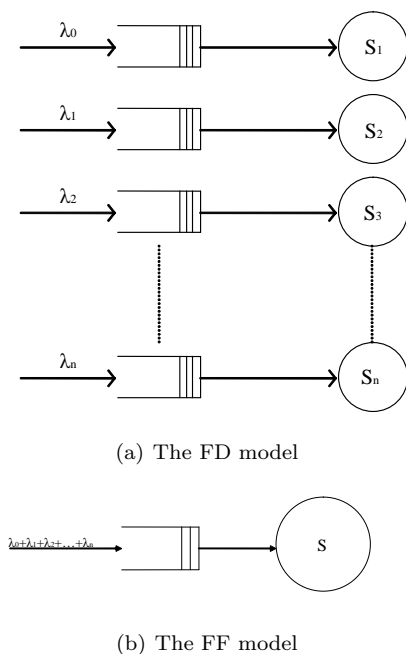 λ0
S1
λ1
S2
λ2
S3
λn
Sn
(a) The FD model
λ0+λ1+λ2+...+λn
S
(b) The FF model